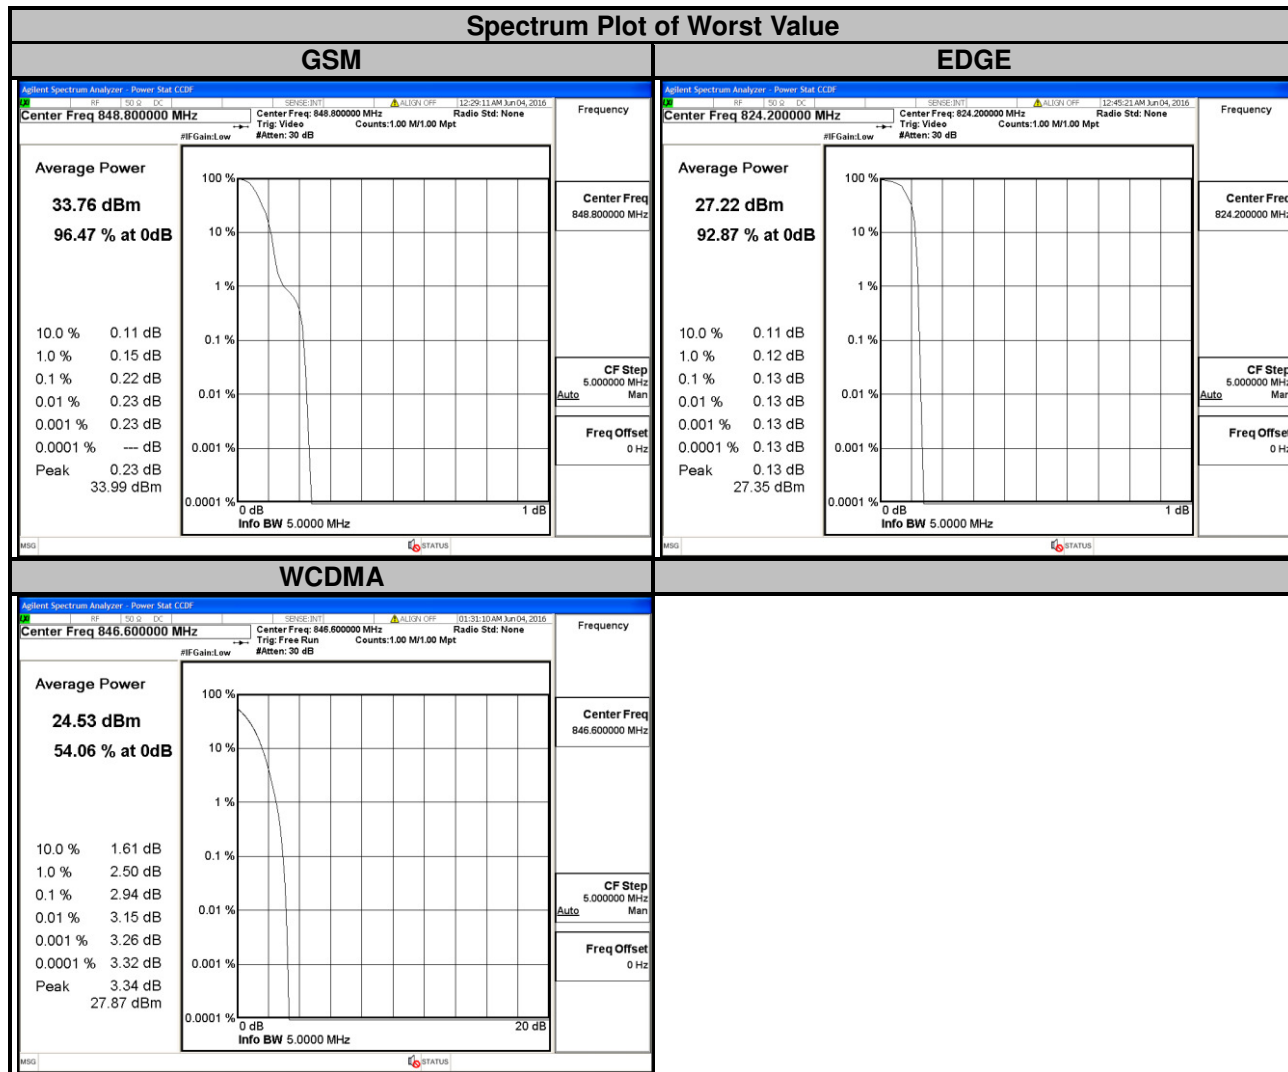 Spectrum Plot of Worst Value
GSM
Agilent Spectrum Analyzer - Power Stat CCDF
RF 50 Ω DC SENSE:INT ALIGN OFF 12:29:11 AM Jun 04, 2016
Center Freq 848.800000 MHz
Center Freq: 848.800000 MHz Radio Std: None
Trig: Video Counts:1.00 M/1.00 Mpt
#IFGain:Low #Atten: 30 dB
Average Power
33.76 dBm
96.47 % at 0dB
10.0 % 0.11 dB
1.0 % 0.15 dB
0.1 % 0.22 dB
0.01 % 0.23 dB
0.001 % 0.23 dB
0.0001 % --- dB
Peak 0.23 dB
33.99 dBm
100 %
10 %
1 %
0.1 %
0.01 %
0.001 %
0.0001 %
0 dB 1 dB
Info BW 5.0000 MHz
Frequency
Center Freq
848.800000 MHz
CF Step
5.000000 MHz
Auto Man
Freq Offset
0 Hz
MSG STATUS
EDGE
Agilent Spectrum Analyzer - Power Stat CCDF
RF 50 Ω DC SENSE:INT ALIGN OFF 12:45:21 AM Jun 04, 2016
Center Freq 824.200000 MHz
Center Freq: 824.200000 MHz Radio Std: None
Trig: Video Counts:1.00 M/1.00 Mpt
#IFGain:Low #Atten: 30 dB
Average Power
27.22 dBm
92.87 % at 0dB
10.0 % 0.11 dB
1.0 % 0.12 dB
0.1 % 0.13 dB
0.01 % 0.13 dB
0.001 % 0.13 dB
0.0001 % 0.13 dB
Peak 0.13 dB
27.35 dBm
100 %
10 %
1 %
0.1 %
0.01 %
0.001 %
0.0001 %
0 dB 1 dB
Info BW 5.0000 MHz
Frequency
Center Freq
824.200000 MHz
CF Step
5.000000 MHz
Auto Man
Freq Offset
0 Hz
MSG STATUS
WCDMA
Agilent Spectrum Analyzer - Power Stat CCDF
RF 50 Ω DC SENSE:INT ALIGN OFF 01:31:10 AM Jun 04, 2016
Center Freq 846.600000 MHz
Center Freq: 846.600000 MHz Radio Std: None
Trig: Free Run Counts:1.00 M/1.00 Mpt
#IFGain:Low #Atten: 30 dB
Average Power
24.53 dBm
54.06 % at 0dB
10.0 % 1.61 dB
1.0 % 2.50 dB
0.1 % 2.94 dB
0.01 % 3.15 dB
0.001 % 3.26 dB
0.0001 % 3.32 dB
Peak 3.34 dB
27.87 dBm
100 %
10 %
1 %
0.1 %
0.01 %
0.001 %
0.0001 %
0 dB 20 dB
Info BW 5.0000 MHz
Frequency
Center Freq
846.600000 MHz
CF Step
5.000000 MHz
Auto Man
Freq Offset
0 Hz
MSG STATUS